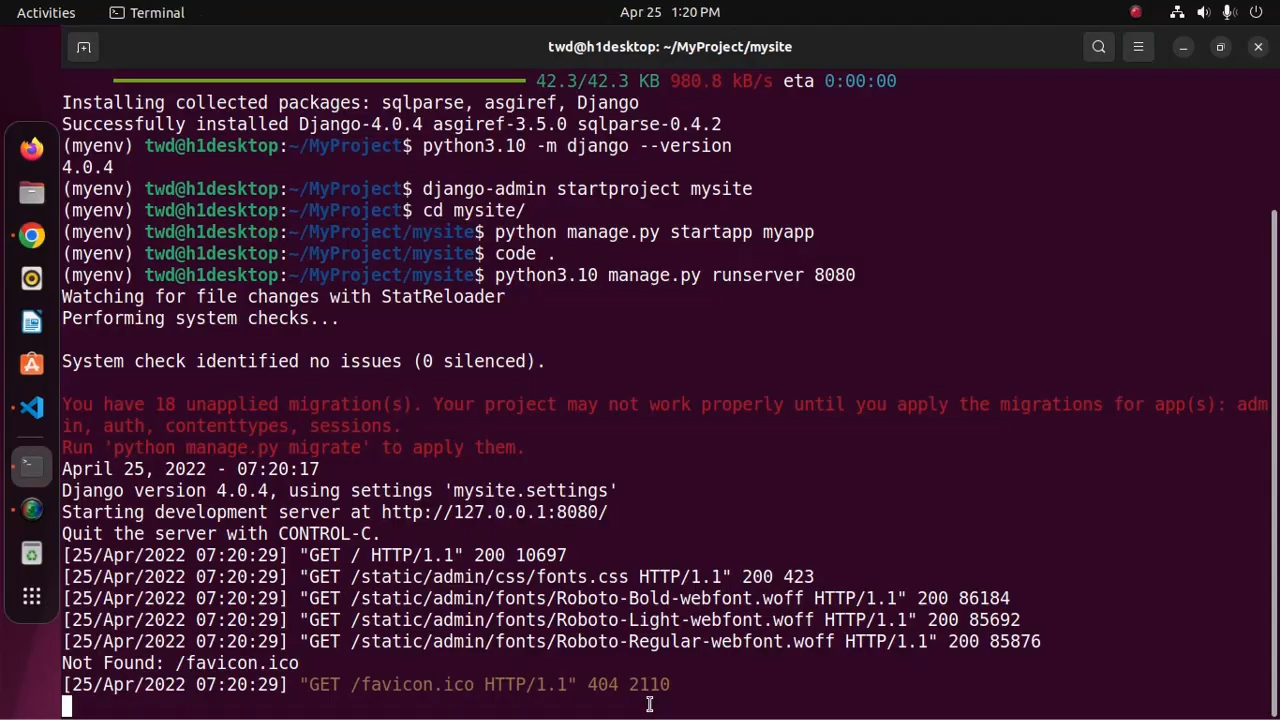 Activities Terminal Apr 25 1:20 PM
twd@h1desktop: ~/MyProject/mysite
42.3/42.3 KB 980.8 kB/s eta 0:00:00
Installing collected packages: sqlparse, asgiref, Django
Successfully installed Django-4.0.4 asgiref-3.5.0 sqlparse-0.4.2
(myenv) twd@h1desktop:~/MyProject$ python3.10 -m django --version
4.0.4
(myenv) twd@h1desktop:~/MyProject$ django-admin startproject mysite
(myenv) twd@h1desktop:~/MyProject$ cd mysite/
(myenv) twd@h1desktop:~/MyProject/mysite$ python manage.py startapp myapp
(myenv) twd@h1desktop:~/MyProject/mysite$ code .
(myenv) twd@h1desktop:~/MyProject/mysite$ python3.10 manage.py runserver 8080
Watching for file changes with StatReloader
Performing system checks...
System check identified no issues (0 silenced).
You have 18 unapplied migration(s). Your project may not work properly until you apply the migrations for app(s): adm
in, auth, contenttypes, sessions.
Run 'python manage.py migrate' to apply them.
April 25, 2022 - 07:20:17
Django version 4.0.4, using settings 'mysite.settings'
Starting development server at http://127.0.0.1:8080/
Quit the server with CONTROL-C.
[25/Apr/2022 07:20:29] "GET / HTTP/1.1" 200 10697
[25/Apr/2022 07:20:29] "GET /static/admin/css/fonts.css HTTP/1.1" 200 423
[25/Apr/2022 07:20:29] "GET /static/admin/fonts/Roboto-Bold-webfont.woff HTTP/1.1" 200 86184
[25/Apr/2022 07:20:29] "GET /static/admin/fonts/Roboto-Light-webfont.woff HTTP/1.1" 200 85692
[25/Apr/2022 07:20:29] "GET /static/admin/fonts/Roboto-Regular-webfont.woff HTTP/1.1" 200 85876
Not Found: /favicon.ico
[25/Apr/2022 07:20:29] "GET /favicon.ico HTTP/1.1" 404 2110